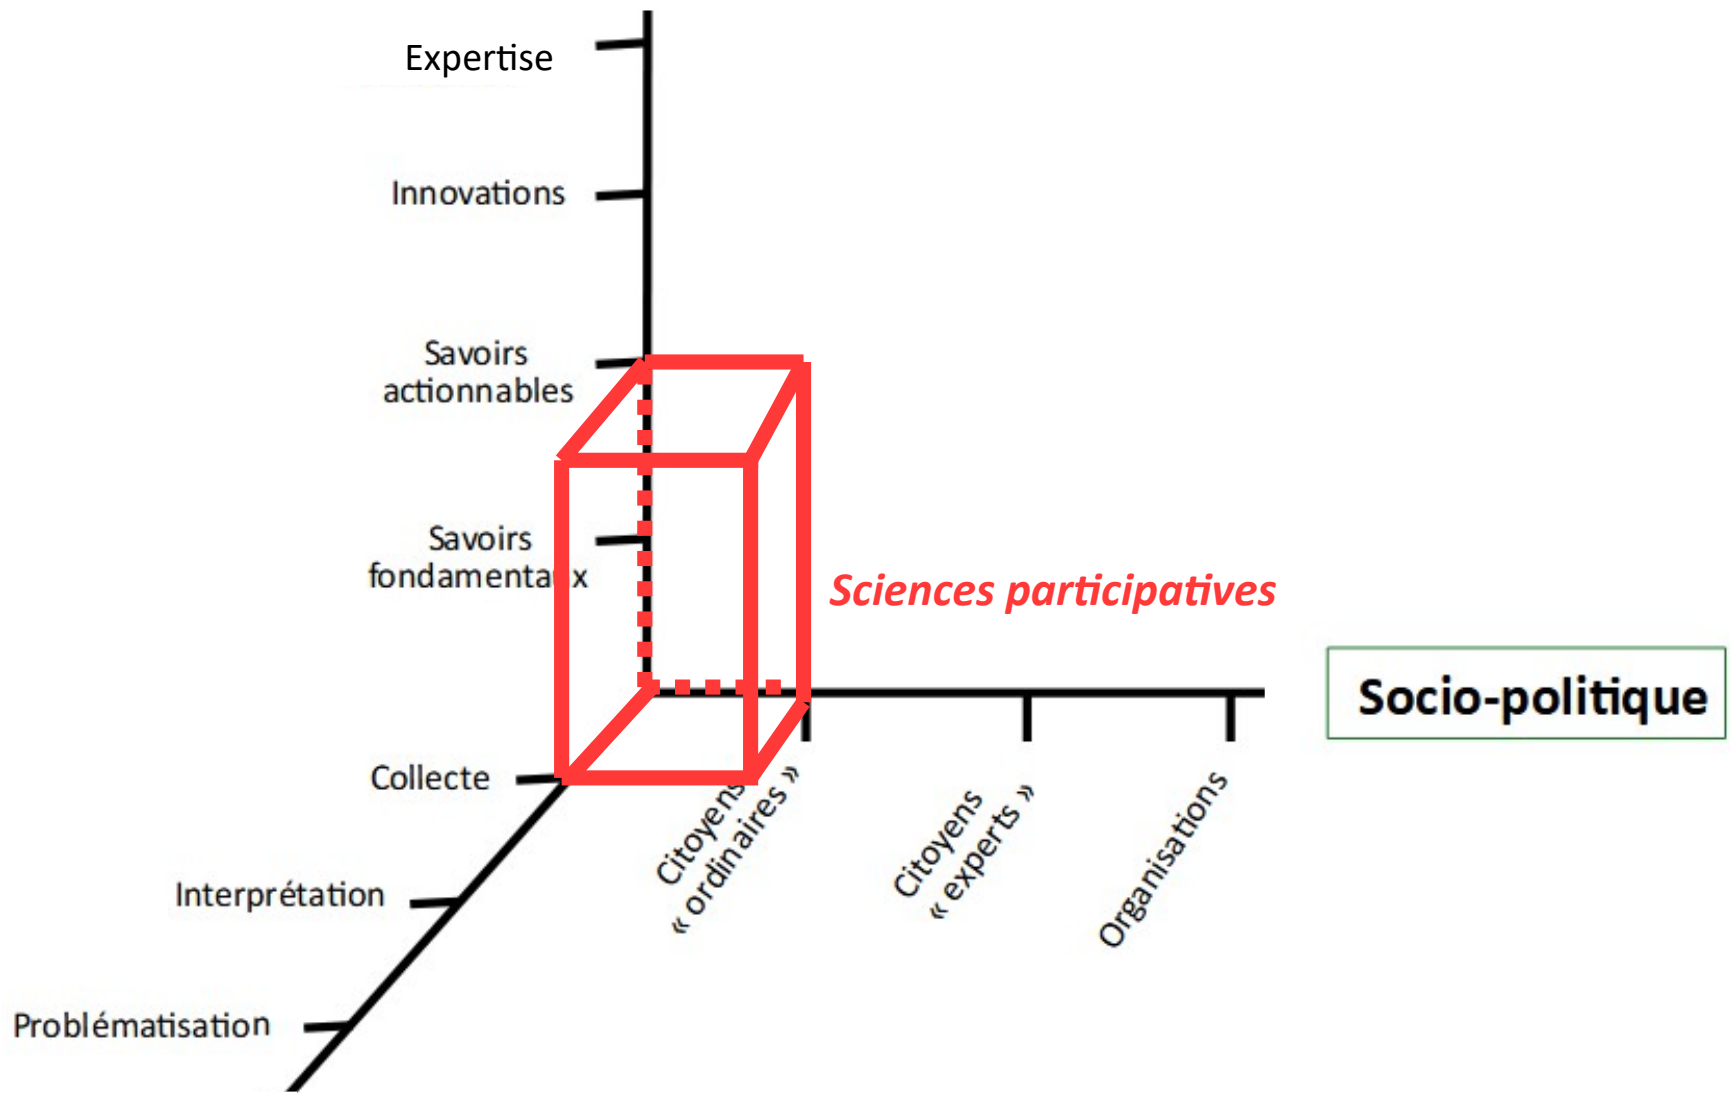 Expertise
Innovations
Savoirs
actionnables
Savoirs
fondamentaux
Sciences participatives
Socio-politique
Collecte
Citoyens
« ordinaires »
Citoyens
« experts »
Organisations
Interprétation
Problématisation